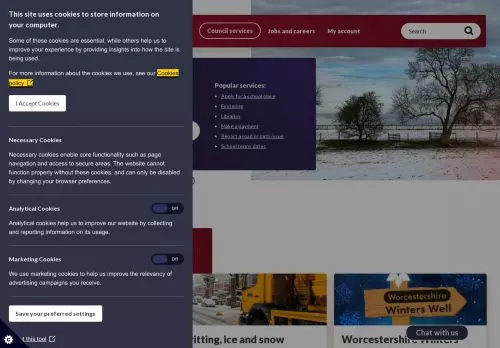 This site uses cookies to store information on
your computer.
Some of these cookies are essential, while others help us to
improve your experience by providing insights into how the site is
being used.
For more information about the cookies we use, see our Cookies
policy
I Accept Cookies
Necessary Cookies
Necessary cookies enable core functionality such as page
navigation and access to secure areas. The website cannot
function properly without these cookies, and can only be disabled
by changing your browser preferences.
Analytical Cookies
Off
Analytical cookies help us to improve our website by collecting
and reporting information on its usage.
Marketing Cookies
Off
We use marketing cookies to help us improve the relevancy of
advertising campaigns you receive.
Save your preferred settings
t this tool
Council services
Jobs and careers
My account
Search
Popular services:
Apply for a school place
Fostering
Libraries
Make a payment
Report a road or path issue
School terms dates
ritting, ice and snow
Worcestershire
Winters Well
Worcestershire Winters
Chat with us